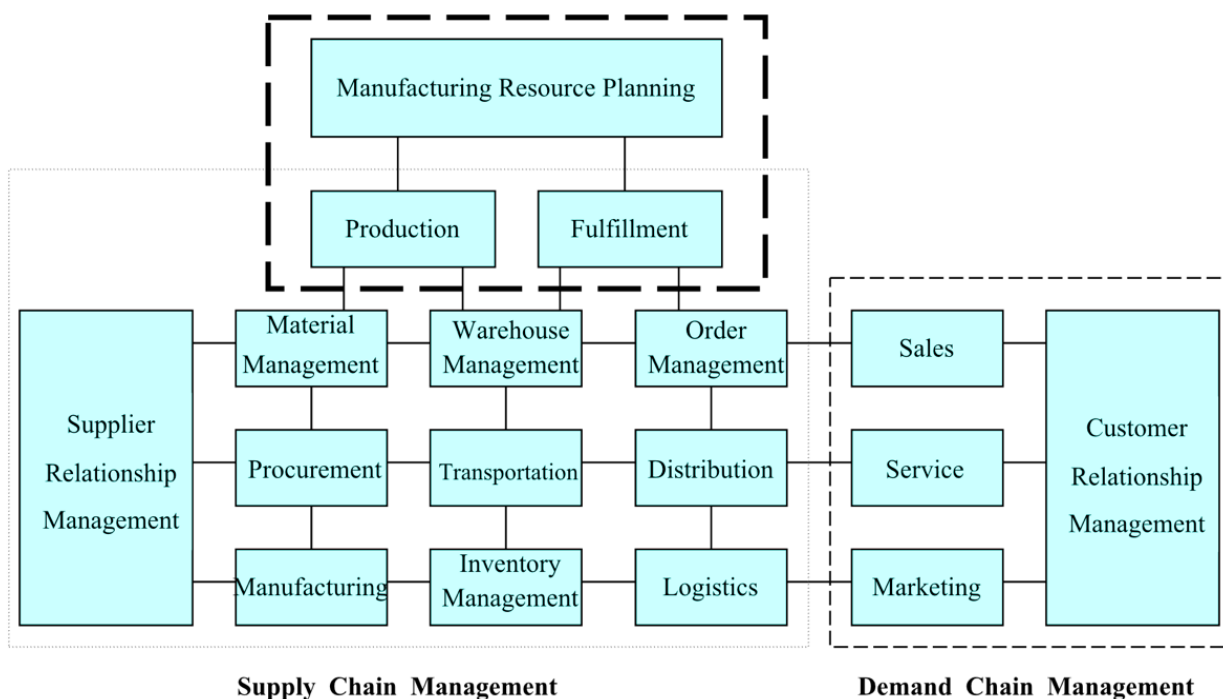 Manufacturing Resource Planning
Production
Fulfillment
Supplier
Relationship
Management
Material
Management
Warehouse
Management
Order
Management
Sales
Customer
Relationship
Management
Procurement
Transportation
Distribution
Service
Manufacturing
Inventory
Management
Logistics
Marketing
Supply Chain Management
Demand Chain Management